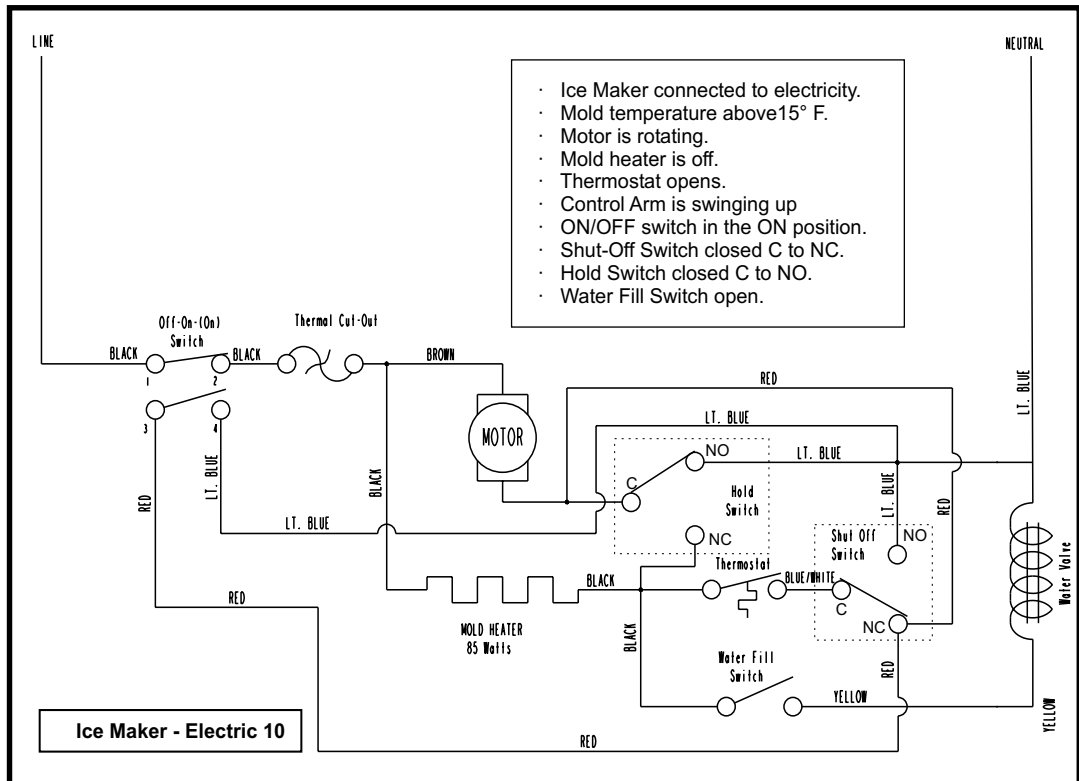 LINE
NEUTRAL
· Ice Maker connected to electricity.
· Mold temperature above15° F.
· Motor is rotating.
· Mold heater is off.
· Thermostat opens.
· Control Arm is swinging up
· ON/OFF switch in the ON position.
· Shut-Off Switch closed C to NC.
· Hold Switch closed C to NO.
· Water Fill Switch open.
Off-On-(On)
Switch
Thermal Cut-Out
BLACK
BLACK
BROWN
1
2
3
4
RED
LT. BLUE
LT. BLUE
MOTOR
NO
LT. BLUE
C
Hold
Switch
NC
BLACK
RED
LT. BLUE
LT. BLUE
LT. BLUE
RED
Shut Off
Switch
NO
Thermostat
BLUE/WHITE
C
NC
Water Valve
BLACK
RED
MOLD HEATER
85 Watts
BLACK
Water Fill
Switch
RED
YELLOW
YELLOW
Ice Maker - Electric 10
RED